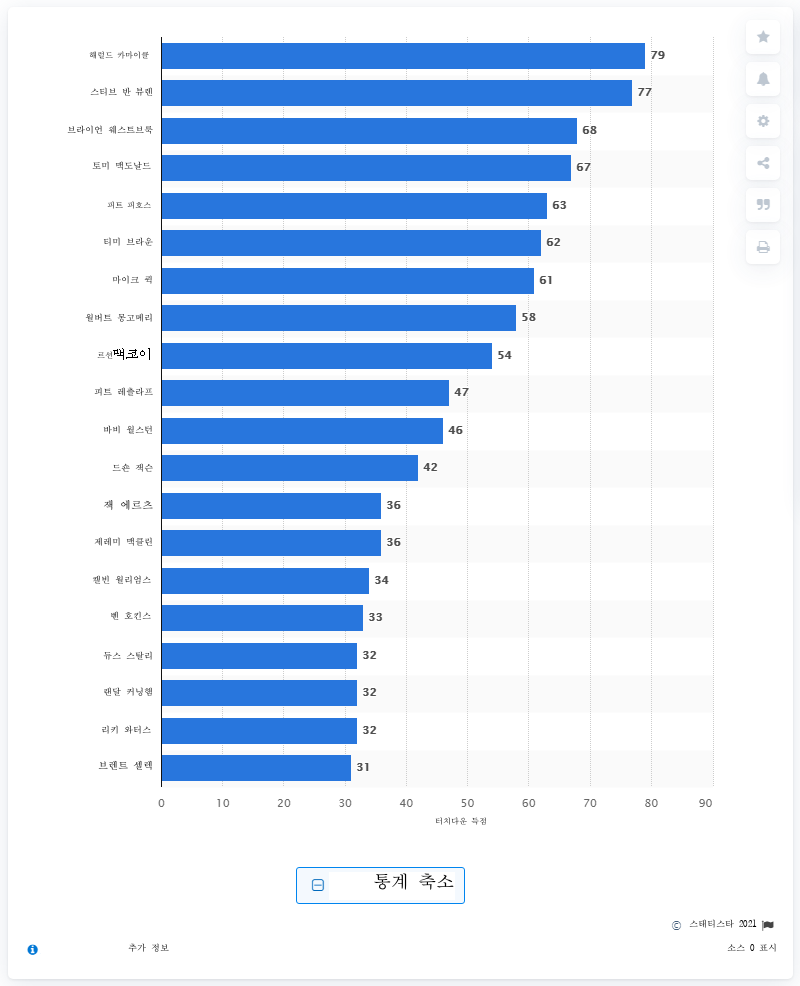 해럴드 카마이클 79
스티브 반 뷰렌 77
브라이언 웨스트브룩 68
토미 맥도날드 67
피트 피호스 63
티미 브라운 62
마이크 퀵 61
윌버트 몽고메리 58
르션맥코이 54
피트 레츨라프 47
바비 월스턴 46
드숀 잭슨 42
잭 에르츠 36
제레미 맥클린 36
캘빈 윌리엄스 34
벤 호킨스 33
듀스 스탈리 32
랜달 커닝햄 32
리키 와터스 32
브렌트 셀렉 31
0 10 20 30 40 50 60 70 80 90
터치다운 득점
통계 축소
© 스태티스타 2021
추가 정보 소스 0 표시